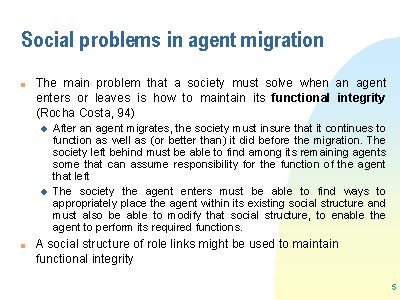 Social problems in agent migration
The main problem that a society must solve when an agent
enters or leaves is how to maintain its functional integrity
(Rocha Costa, 94)
After an agent migrates, the society must insure that it continues to
function as well as (or better than) it did before the migration. The
society left behind must be able to find among its remaining agents
some that can assume responsibility for the function of the agent
that left
The society the agent enters must be able to find ways to
appropriately place the agent within its existing social structure and
must also be able to modify that social structure, to enable the
agent to perform its required functions.
A social structure of role links might be used to maintain
functional integrity
5